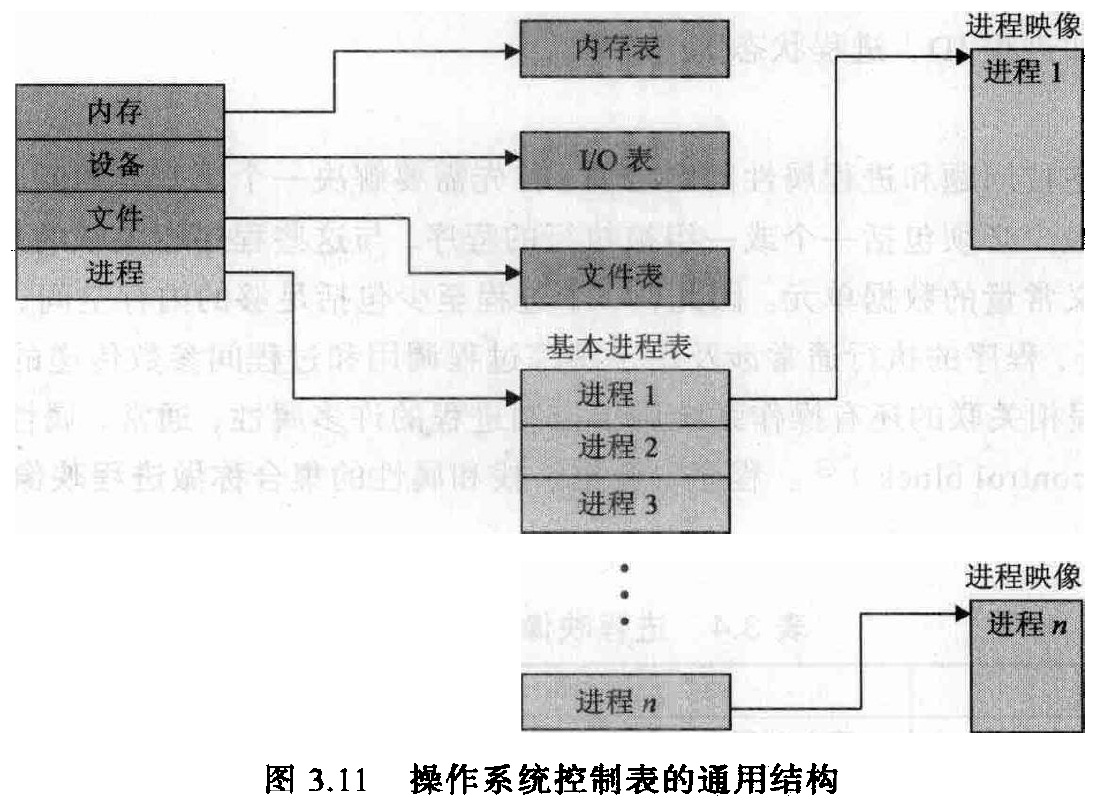 内存
设备
文件
进程
内存表
I/O 表
文件表
基本进程表
进程 1
进程 2
进程 3
进程 n
进程映像
进程 1
进程映像
进程 n
图 3.11 操作系统控制表的通用结构